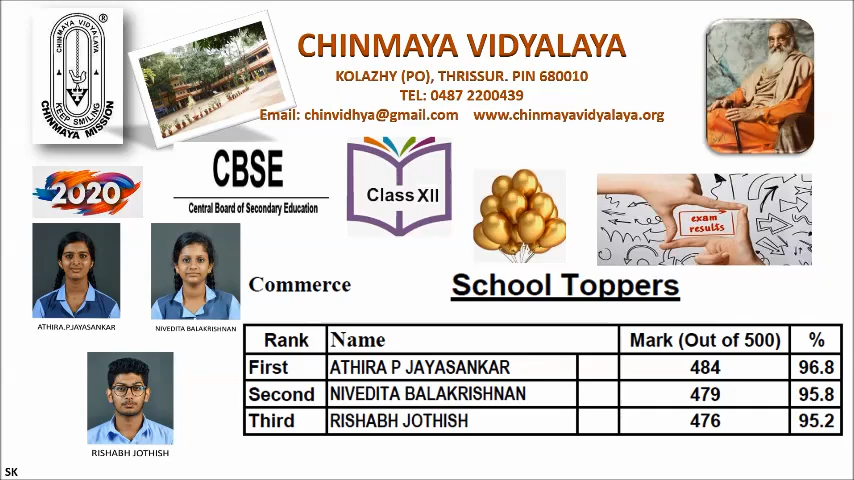 CHINMAYA VIDYALAYA
KOLAZHY (PO), THRISSUR. PIN 680010
TEL: 0487 2200439
Email: chinvidhya@gmail.com www.chinmayavidyalaya.org
CHINMAYA VIDYALAYA
®
KEEP SMILING
CHINMAYA MISSION
2020
CBSE
Central Board of Secondary Education
Class XII
exam
results
ATHIRA.P.JAYASANKAR
NIVEDITA BALAKRISHNAN
RISHABH JOTHISH
Commerce
School Toppers
Rank Name Mark (Out of 500) %
First ATHIRA P JAYASANKAR 484 96.8
Second NIVEDITA BALAKRISHNAN 479 95.8
Third RISHABH JOTHISH 476 95.2
SK